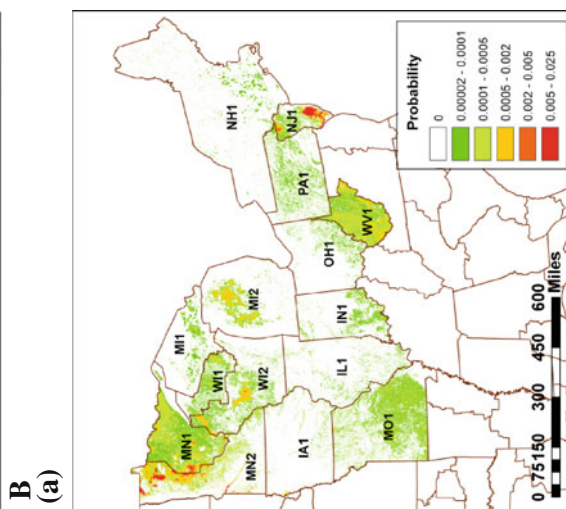 B
(a)
NH1
NJ1
PA1
WV1
OH1
MI1
MI2
IN1
WI1
WI2
IL1
MN1
MN2
IA1
MO1
Probability
0
0.00002 - 0.0001
0.0001 - 0.0005
0.0005 - 0.002
0.002 - 0.005
0.005 - 0.025
0 75 150 300 450 600
Miles